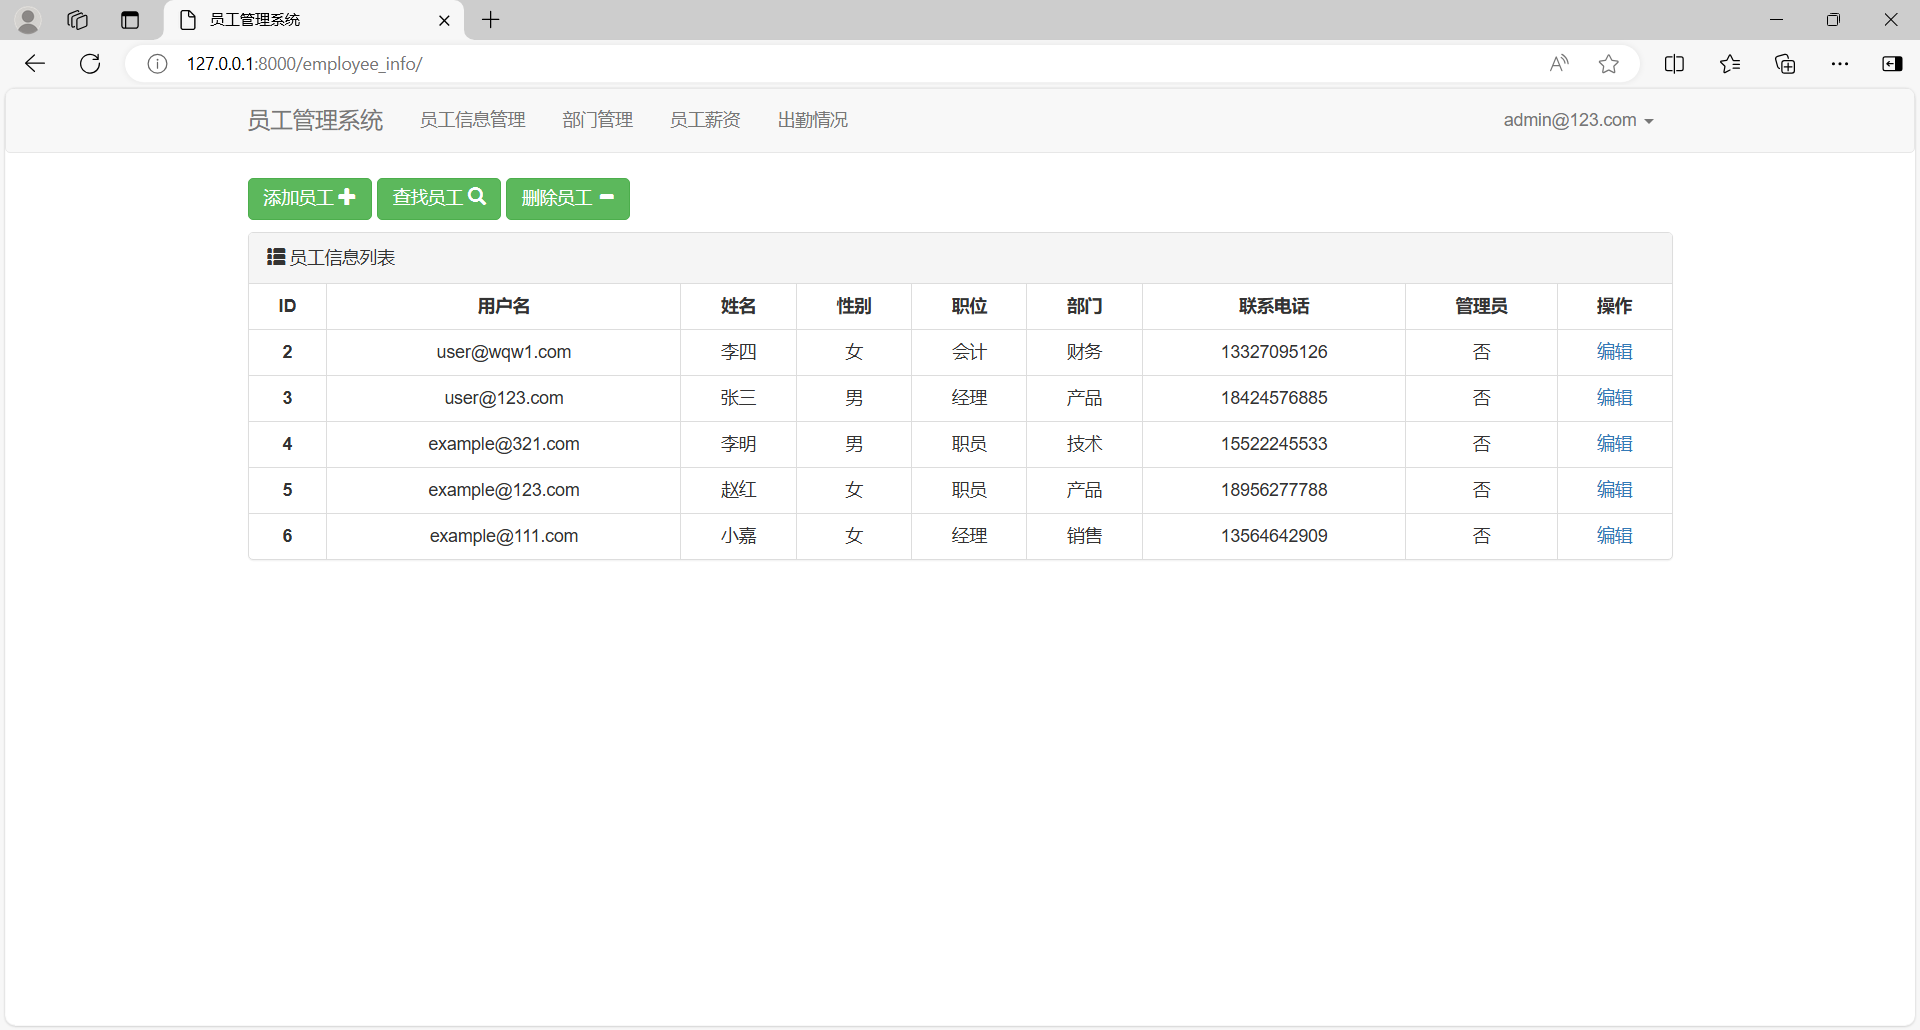 员工管理系统
127.0.0.1:8000/employee_info/
员工管理系统 员工信息管理 部门管理 员工薪资 出勤情况 admin@123.com
添加员工 查找员工 删除员工
员工信息列表
ID 用户名 姓名 性别 职位 部门 联系电话 管理员 操作
2 user@wqw1.com 李四 女 会计 财务 13327095126 否 编辑
3 user@123.com 张三 男 经理 产品 18424576885 否 编辑
4 example@321.com 李明 男 职员 技术 15522245533 否 编辑
5 example@123.com 赵红 女 职员 产品 18956277788 否 编辑
6 example@111.com 小嘉 女 经理 销售 13564642909 否 编辑